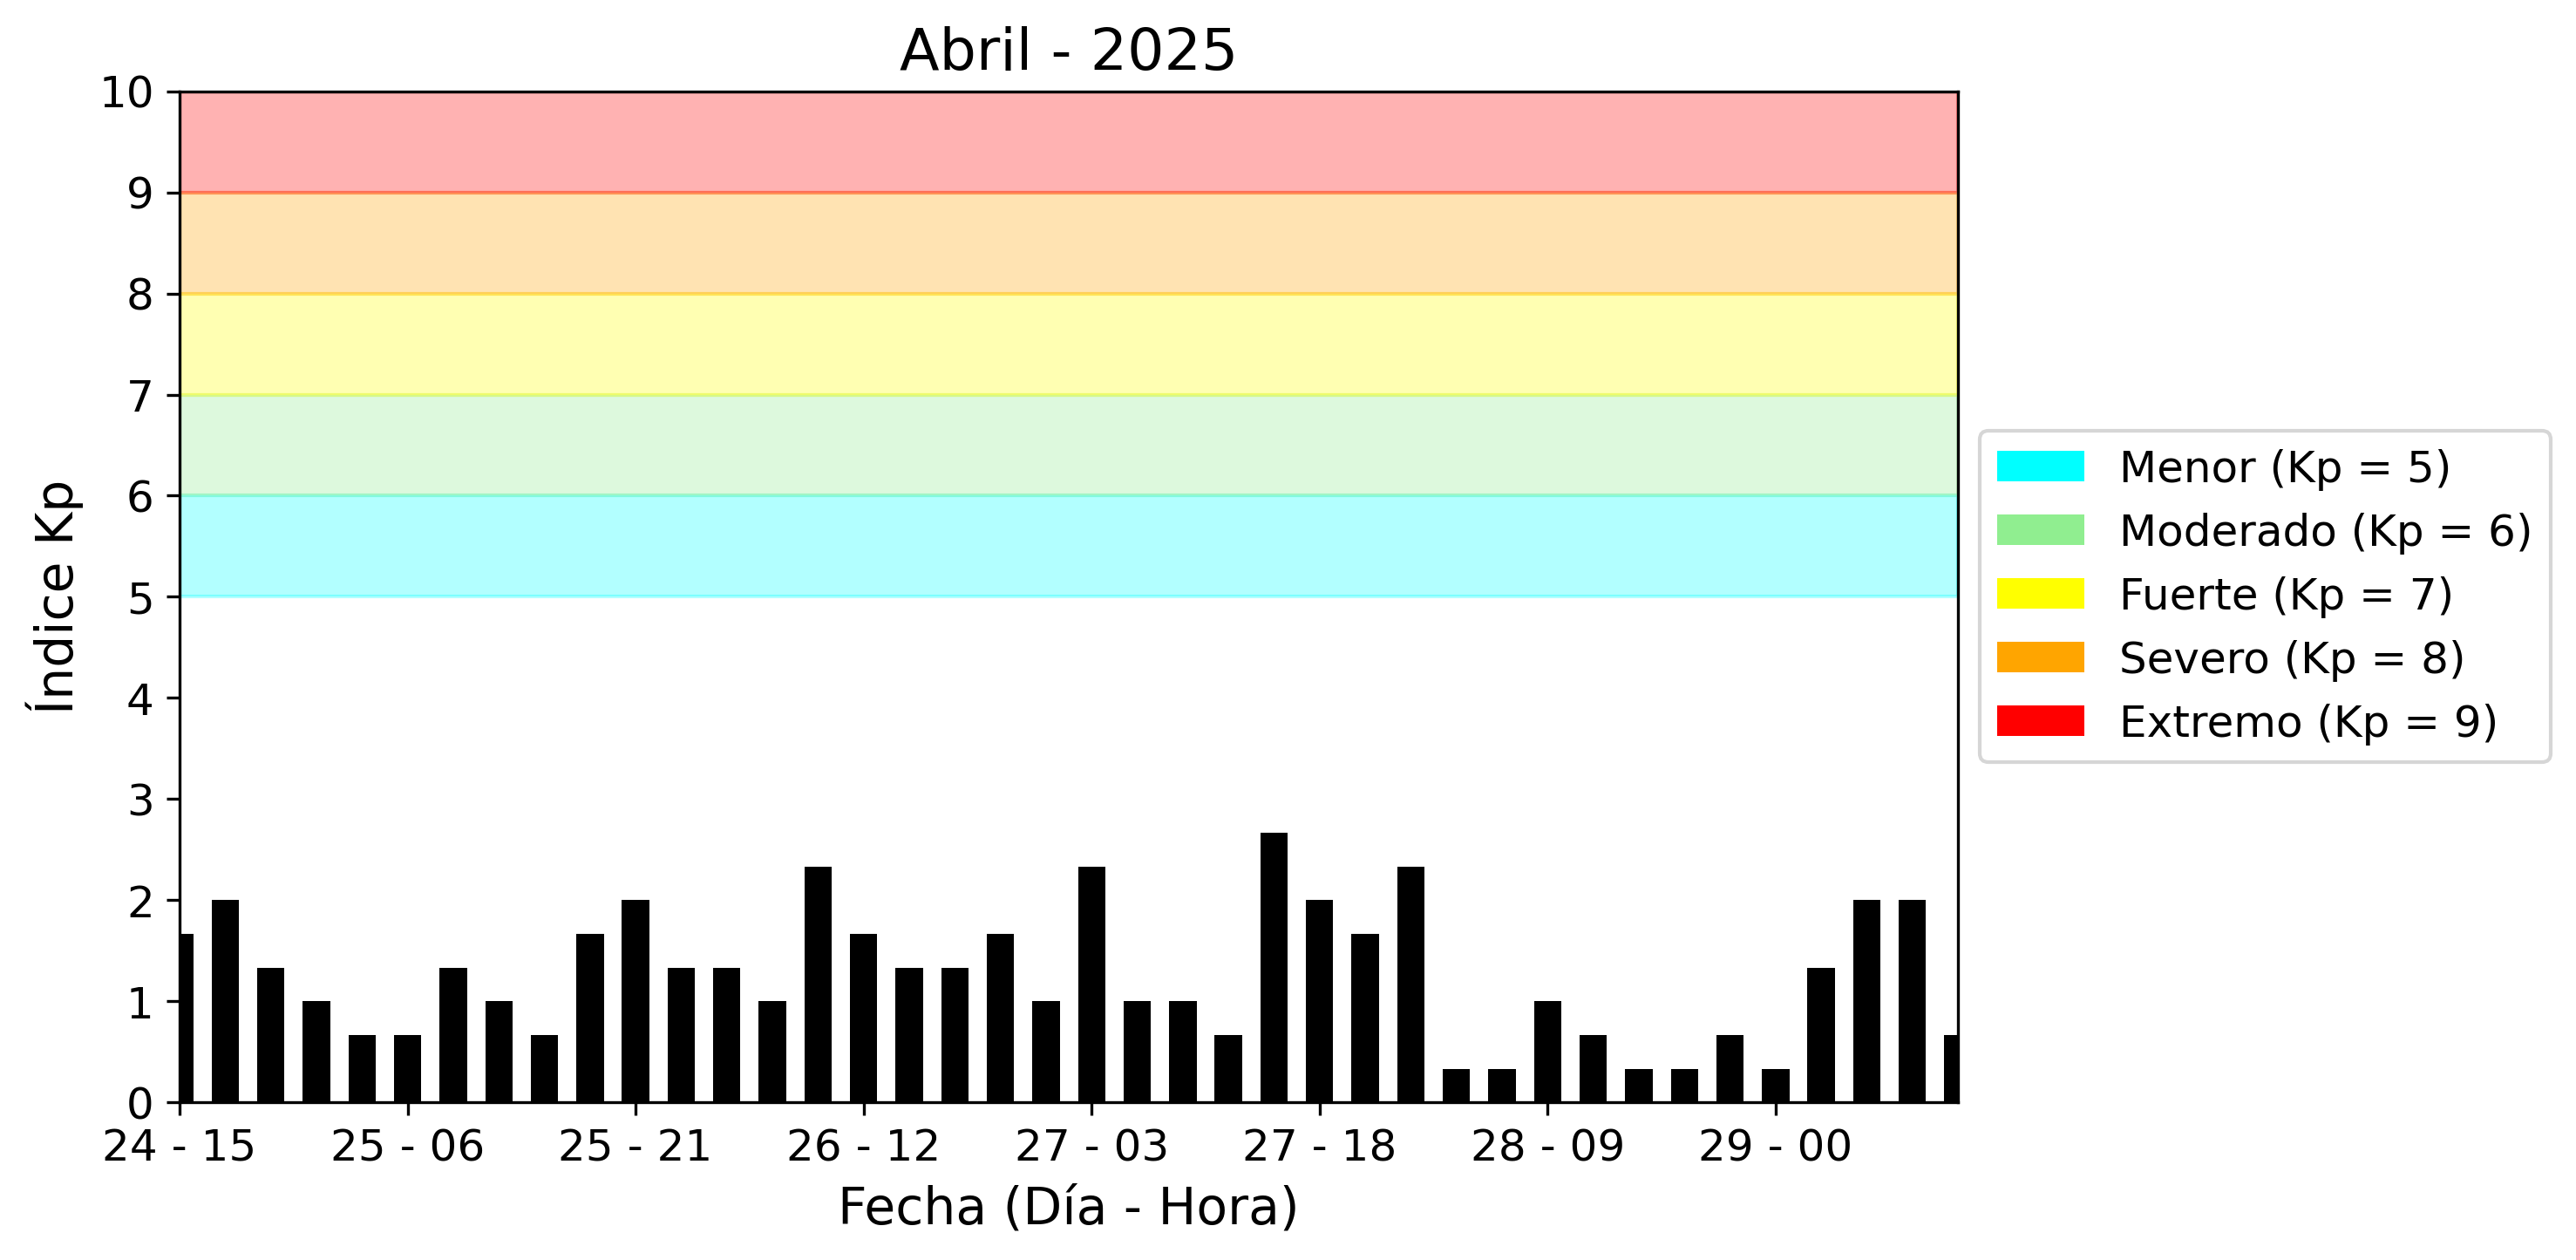 Abril - 2025
10
9
8
7
6
5
4
3
2
1
0
Índice Kp
24 - 15
25 - 06
25 - 21
26 - 12
27 - 03
27 - 18
28 - 09
29 - 00
Fecha (Día - Hora)
Menor (Kp = 5)
Moderado (Kp = 6)
Fuerte (Kp = 7)
Severo (Kp = 8)
Extremo (Kp = 9)